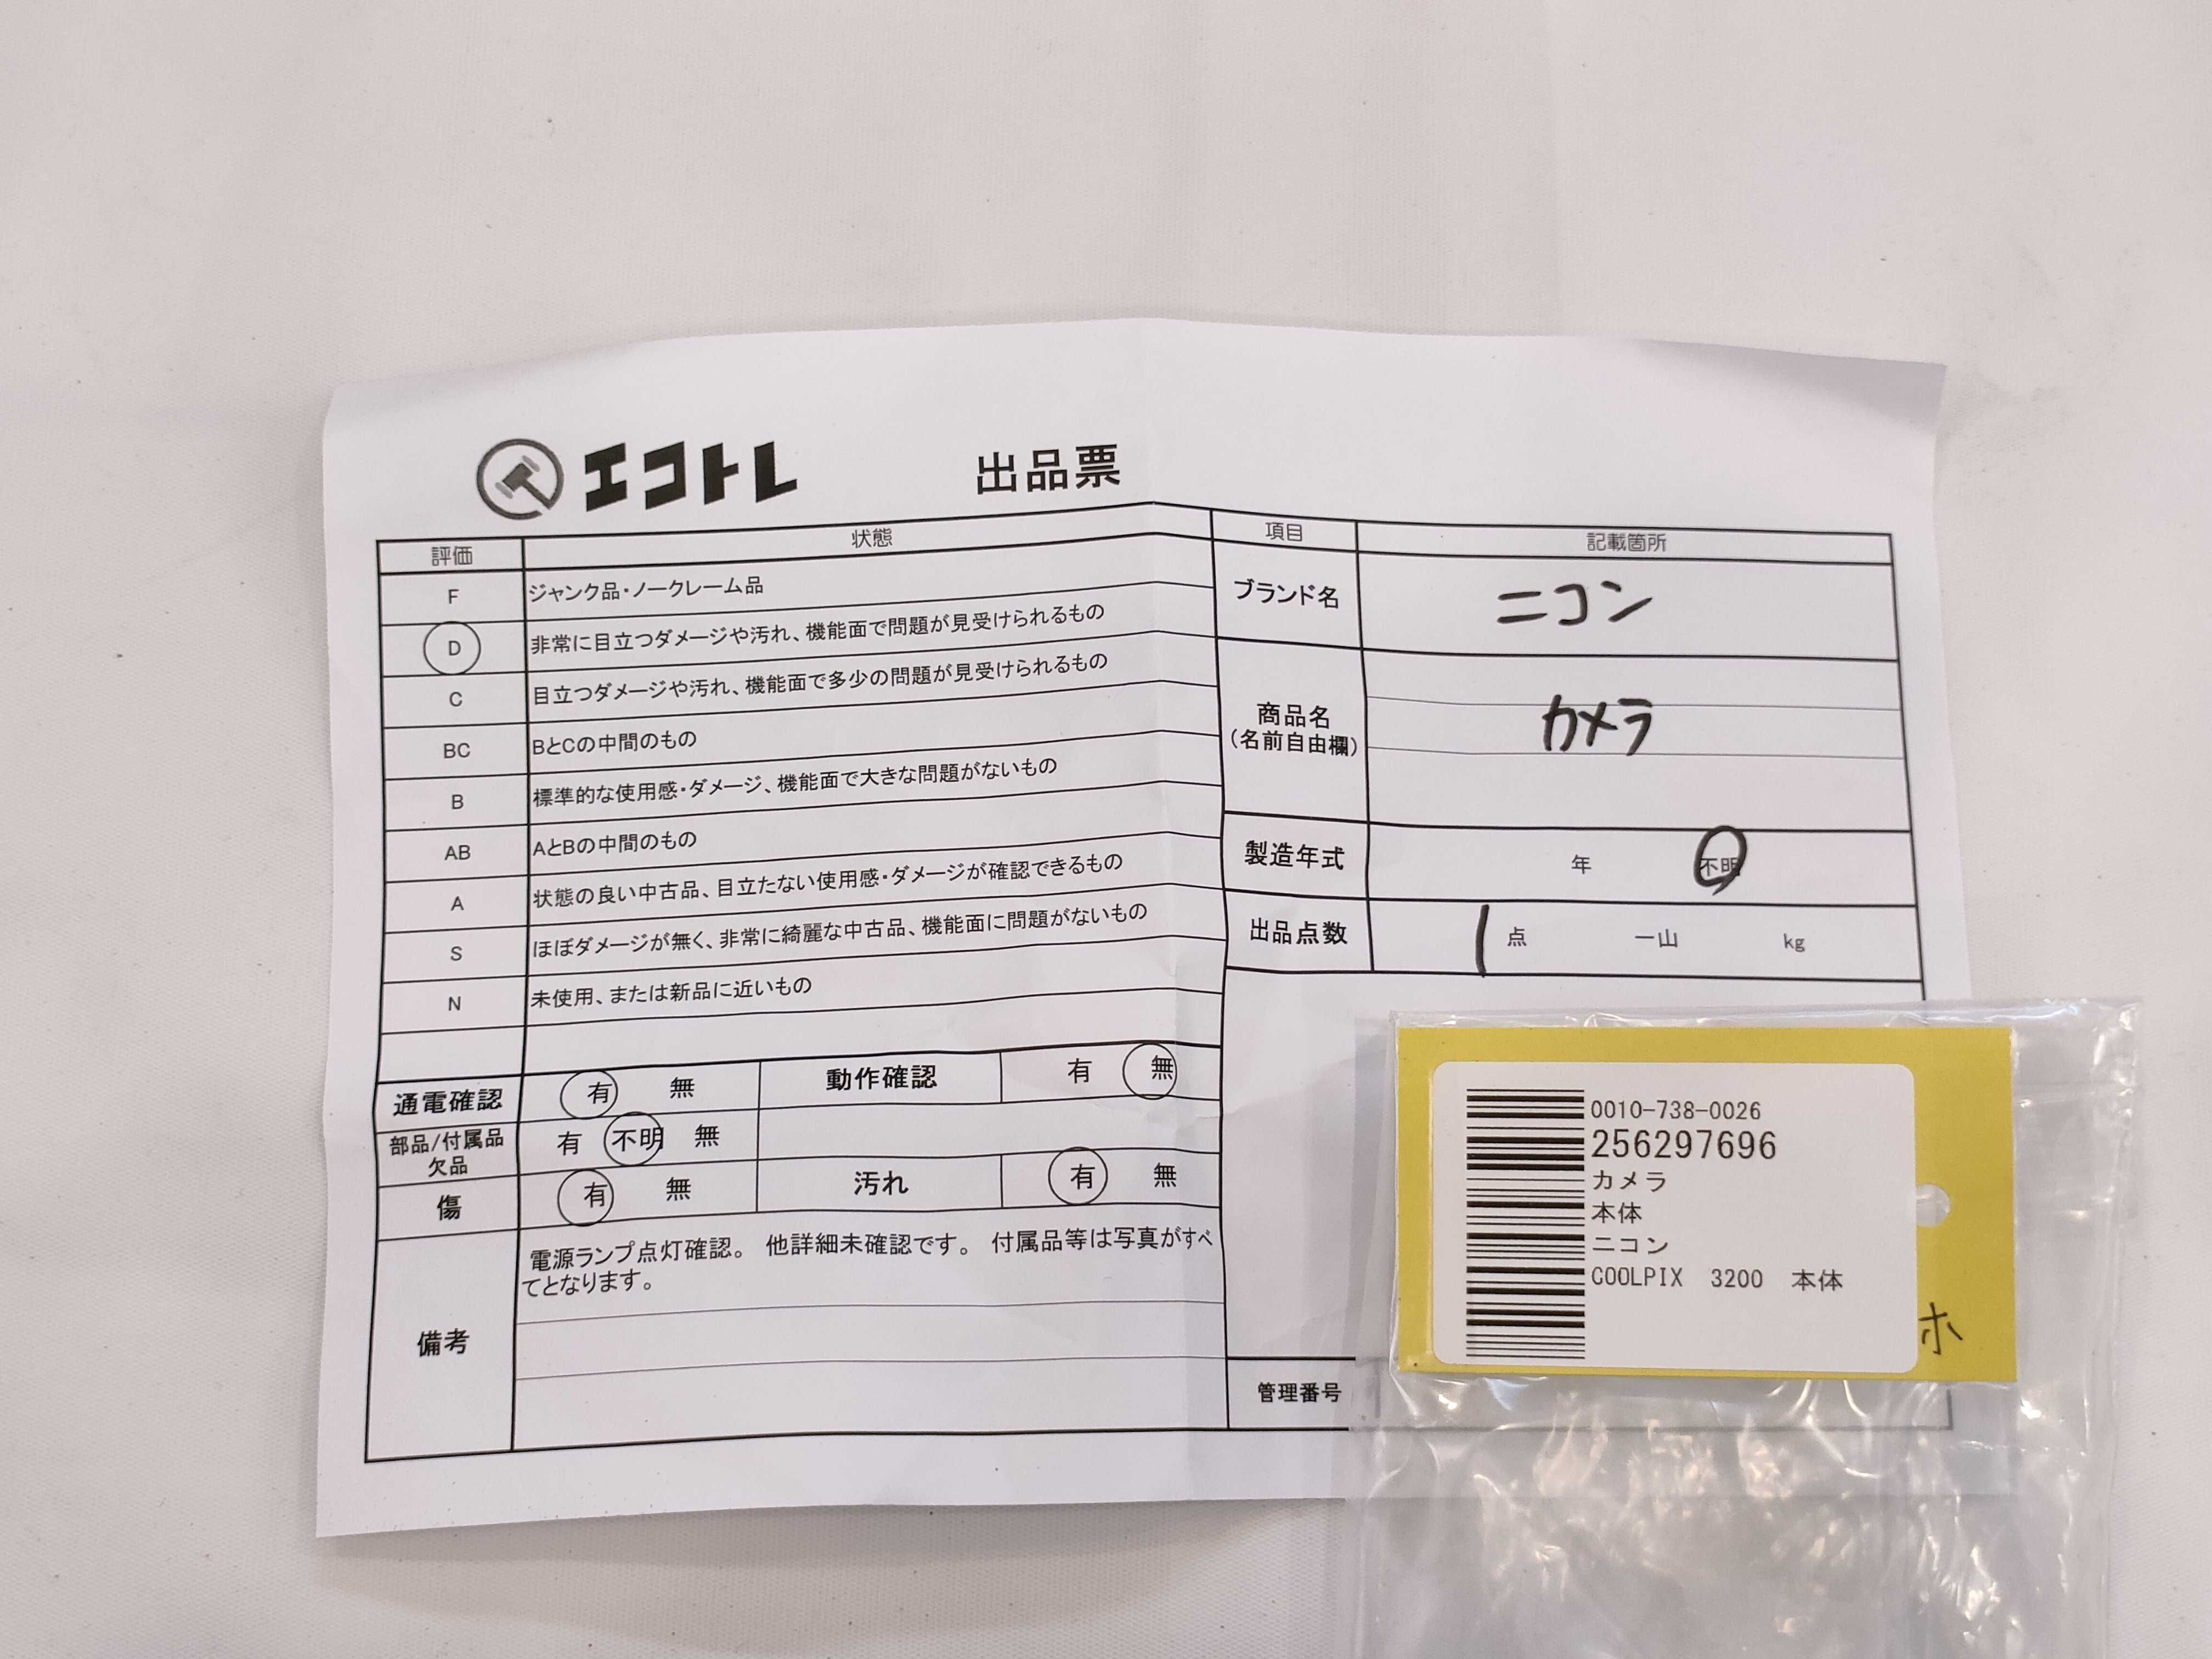 エコトレ 出品票
評価 状態
F ジャンク品・ノークレーム品
D 非常に目立つダメージや汚れ、機能面で問題が見受けられるもの
C 目立つダメージや汚れ、機能面で多少の問題が見受けられるもの
BC BとCの中間のもの
B 標準的な使用感・ダメージ、機能面で大きな問題がないもの
AB AとBの中間のもの
A 状態の良い中古品、目立たない使用感・ダメージが確認できるもの
S ほぼダメージが無く、非常に綺麗な中古品、機能面に問題がないもの
N 未使用、または新品に近いもの
通電確認 有 無 動作確認 有 無
部品/付属品
欠品 有 不明 無
傷 有 無 汚れ 有 無
備考 電源ランプ点灯確認。 他詳細未確認です。 付属品等は写真がすべ
てとなります。
項目 記載箇所
ブランド名 ニコン
商品名
(名前自由欄) カメラ
製造年式 年 不明
出品点数 1 点 一山 kg
管理番号
0010-738-0026
256297696
カメラ
本体
ニコン
COOLPIX 3200 本体
ホ